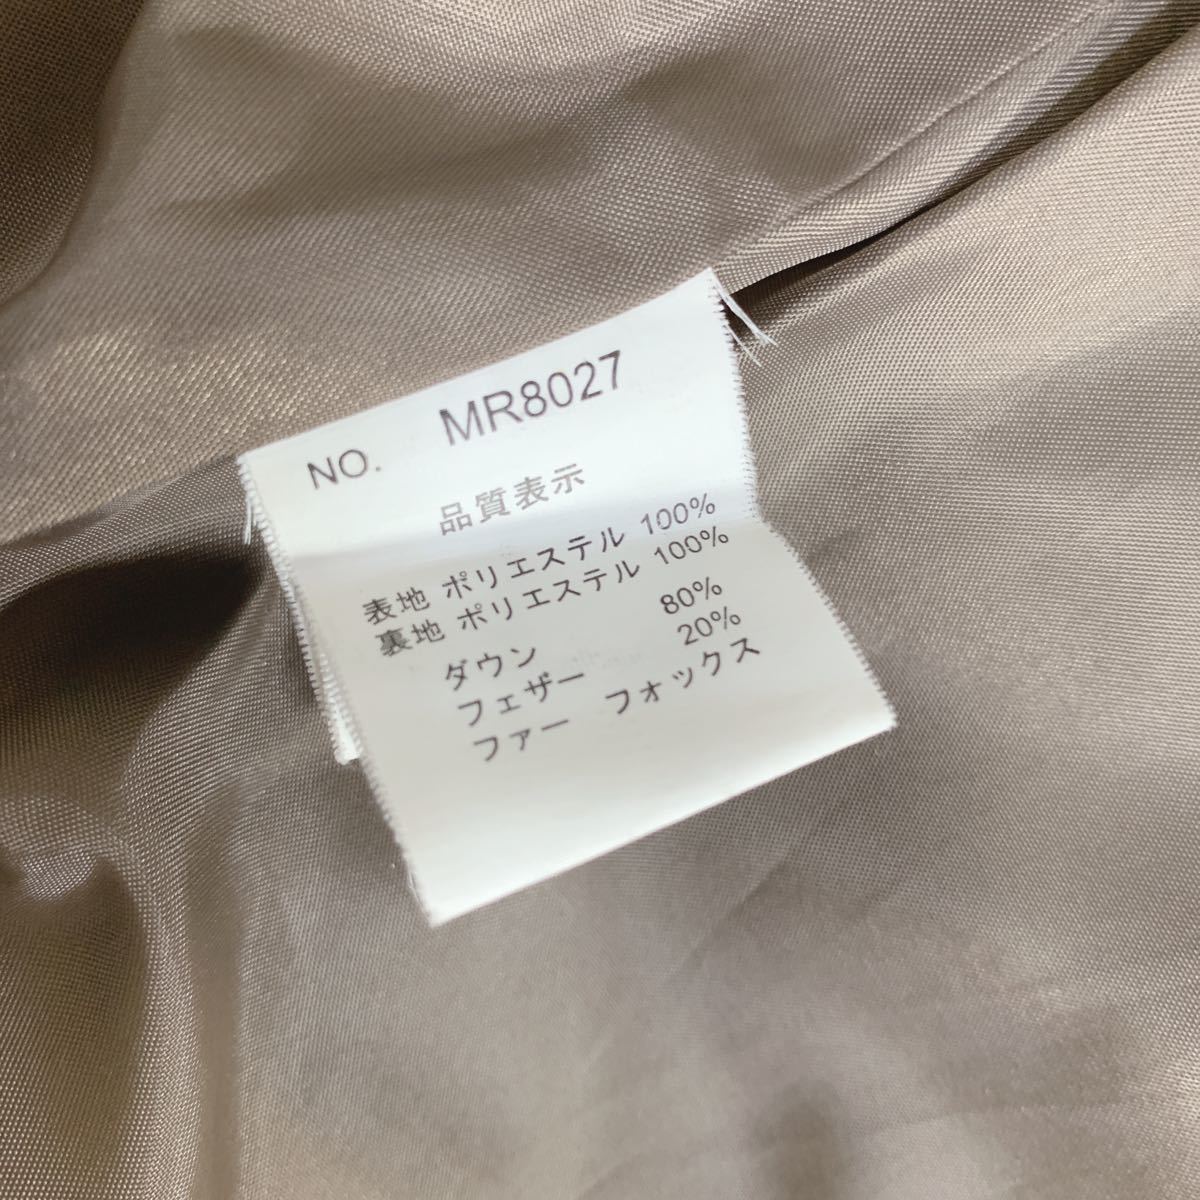 NO. MR8027
品質表示
表地 ポリエステル 100%
裏地 ポリエステル 100%
ダウン 80%
フェザー 20%
ファー フォックス